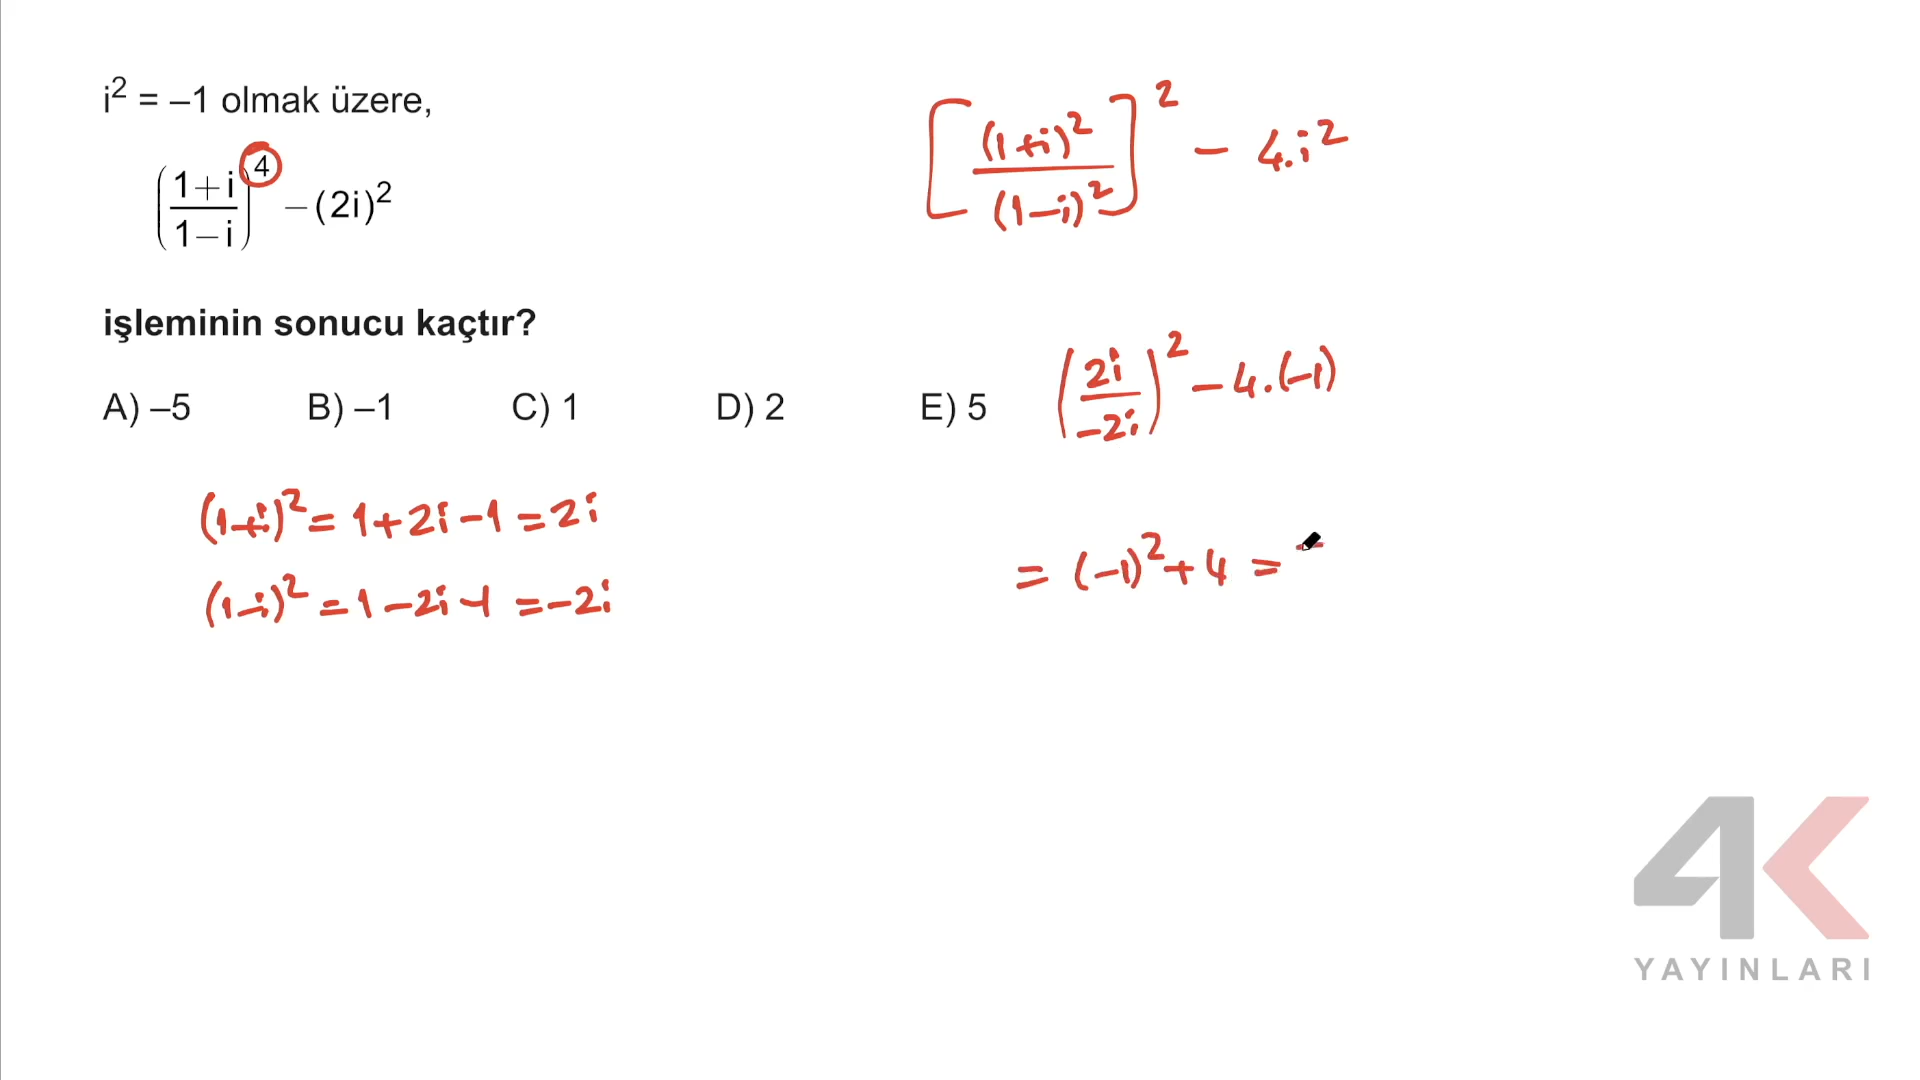 i² = –1 olmak üzere,
((1+i)/(1–i))⁴ – (2i)²
işleminin sonucu kaçtır?
A) –5 B) –1 C) 1 D) 2 E) 5
(1+i)² = 1+2i–1 = 2i
(1–i)² = 1–2i–1 = –2i
[(1+i)²/(1–i)²]² – 4.i²
(2i/–2i)² – 4.(–1)
= (–1)² + 4 =
4K
YAYINLARI